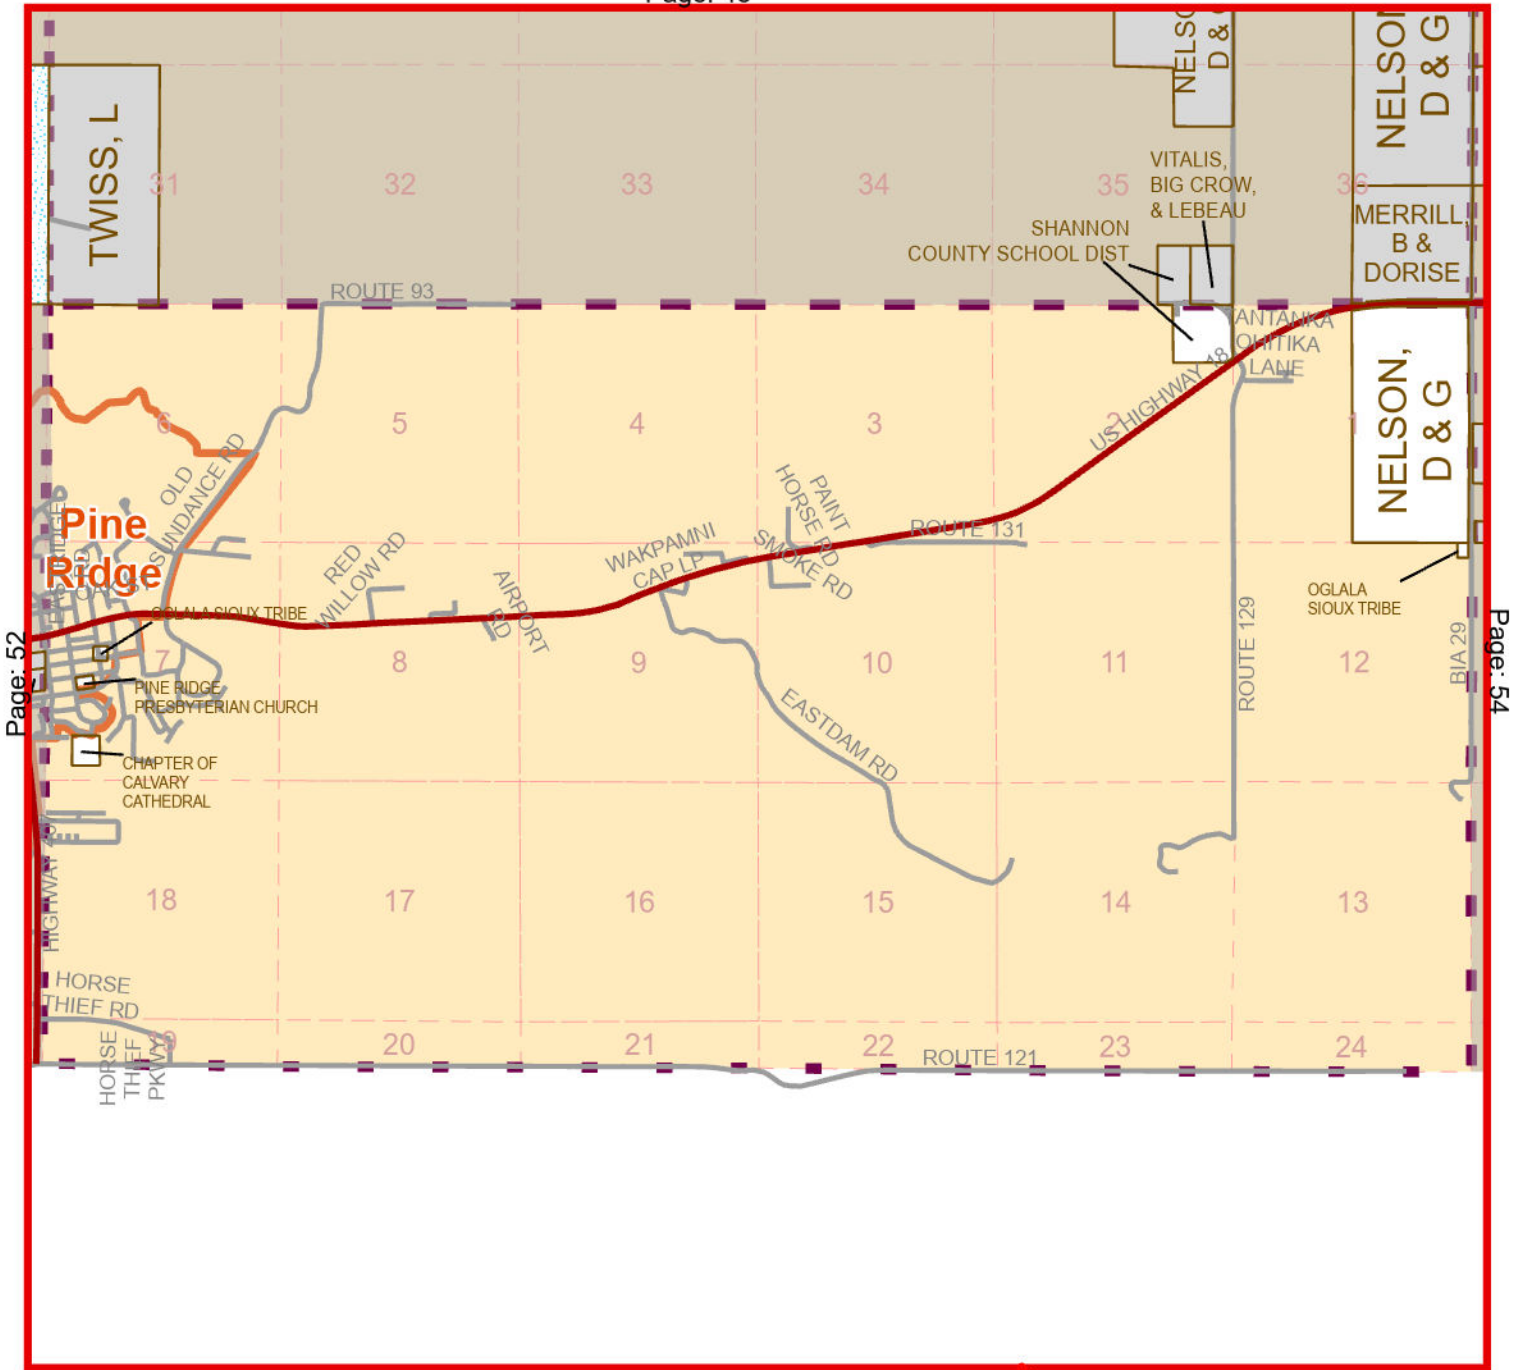 NELSON
D & G
NELSON
D & G
TWISS, L
31
32
33
34
35
36
VITALIS,
BIG CROW,
& LEBEAU
SHANNON
COUNTY SCHOOL DIST
MERRILL,
B &
DORISE
ROUTE 93
ANTANKA
OHITIKA
LANE
US HIGHWAY 18
NELSON,
D & G
6
5
4
3
2
1
OLD
SUNDANCE RD
Pine
Ridge
RED
WILLOW RD
AIRPORT
RD
WAKPAMNI
CAP LP
PAINT
HORSE RD
SMOKE RD
ROUTE 131
OGLALA
SIOUX TRIBE
OGLALA SIOUX TRIBE
Page: 52
Page: 54
7
8
9
10
11
12
ROUTE 129
BIA 29
PINE RIDGE
PRESBYTERIAN CHURCH
EASTDAM RD
CHAPTER OF
CALVARY
CATHEDRAL
HIGHWAY
18
17
16
15
14
13
HORSE
THIEF RD
HORSE
THIEF
PKWY
20
21
22
23
24
ROUTE 121